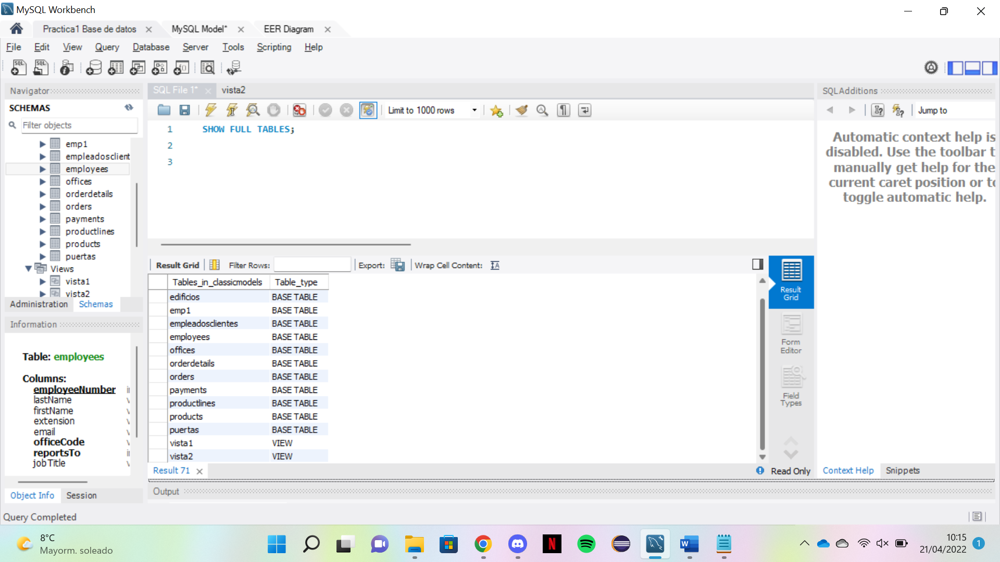 MySQL Workbench
Practica1 Base de datos
MySQL Model*
EER Diagram
File Edit View Query Database Server Tools Scripting Help
Navigator
SCHEMAS
Filter objects
emp1
empleadosclient
employees
offices
orderdetails
orders
payments
productlines
products
puertas
Views
vista1
vista2
Administration Schemas
Information
Table: employees
Columns:
employeeNumber
lastName
firstName
extension
email
officeCode
reportsTo
jobTitle
Object Info Session
Query Completed
SQL File 1* vista2
Limit to 1000 rows
1 SHOW FULL TABLES;
2
3
Result Grid Filter Rows: Export: Wrap Cell Content:
Tables_in_classicmodels Table_type
edificios BASE TABLE
emp1 BASE TABLE
empleadosclientes BASE TABLE
employees BASE TABLE
offices BASE TABLE
orderdetails BASE TABLE
orders BASE TABLE
payments BASE TABLE
productlines BASE TABLE
products BASE TABLE
puertas BASE TABLE
vista1 VIEW
vista2 VIEW
Result
Grid
Form
Editor
Field
Types
Result 71
Read Only
Output
SQLAdditions
Jump to
Automatic context help is
disabled. Use the toolbar t
manually get help for the
current caret position or to
toggle automatic help.
Context Help Snippets
8°C
Mayorm. soleado
10:15
21/04/2022
1